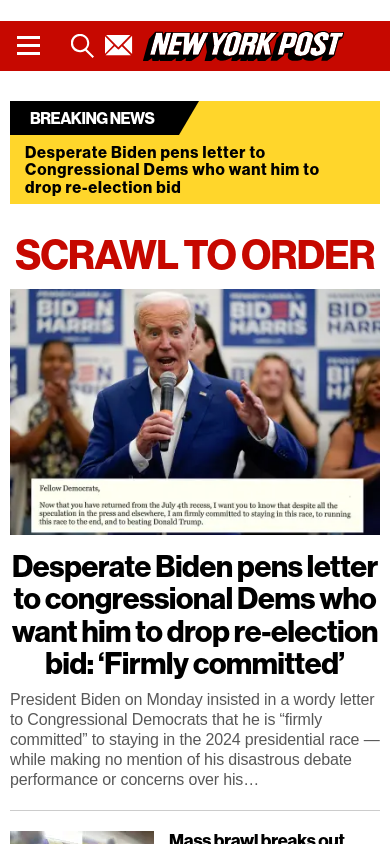 NEW YORK POST
BREAKING NEWS
Desperate Biden pens letter to
Congressional Dems who want him to
drop re-election bid
SCRAWL TO ORDER
BIDEN
HARRIS
BIDEN
HARRIS
BIDEN
HARRIS
Fellow Democrats,
Now that you have returned from the July 4th recess, I want you to know that despite all the
speculation in the press and elsewhere, I am firmly committed to staying in this race, to running
this race to the end, and to beating Donald Trump.
Desperate Biden pens letter
to congressional Dems who
want him to drop re-election
bid: ‘Firmly committed’
President Biden on Monday insisted in a wordy letter
to Congressional Democrats that he is “firmly
committed” to staying in the 2024 presidential race —
while making no mention of his disastrous debate
performance or concerns over his…
Mass brawl breaks out